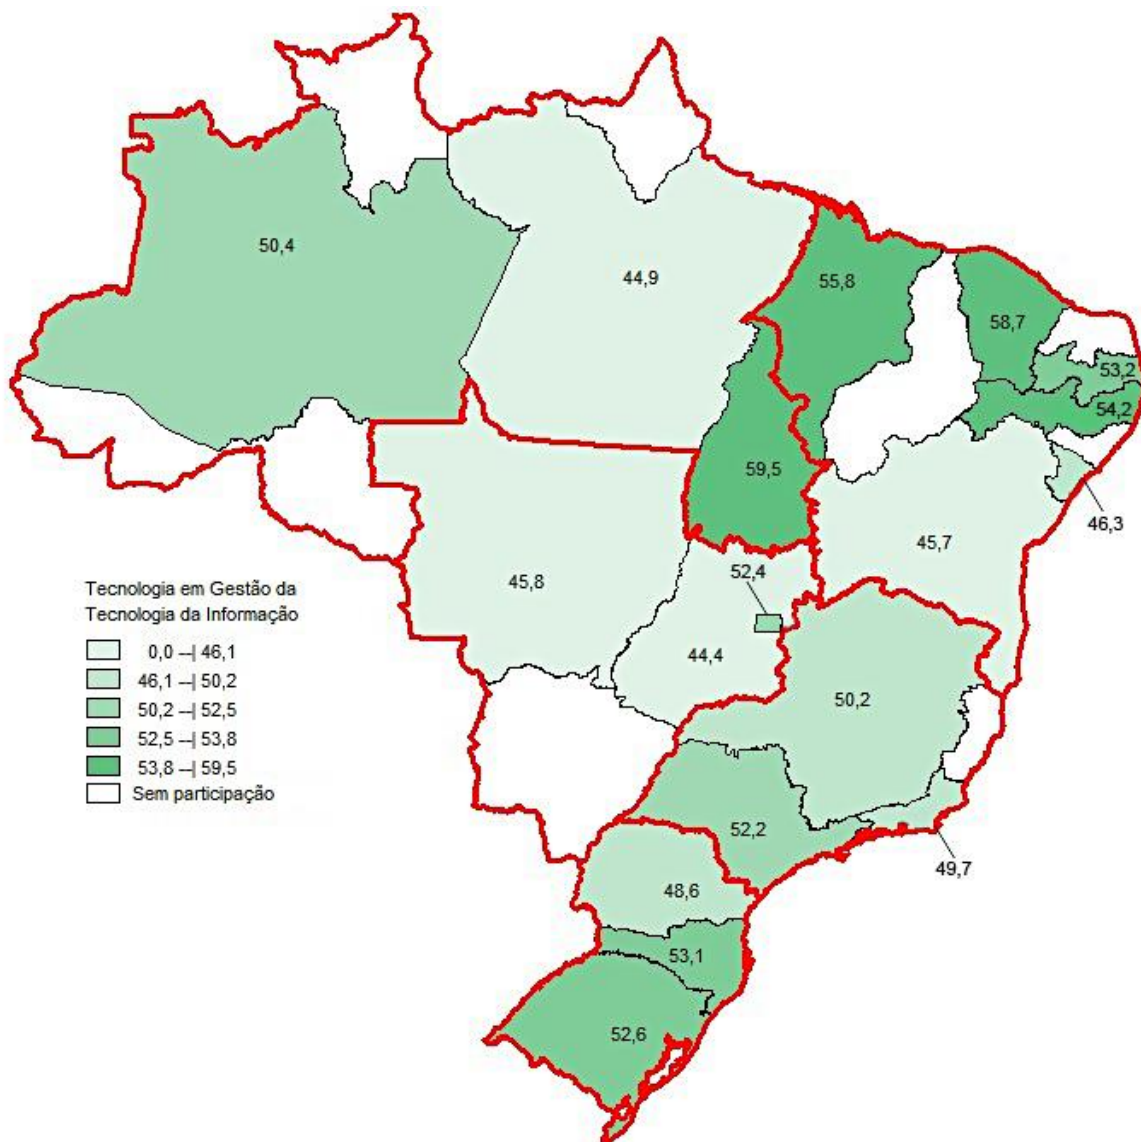 50,4
44,9
55,8
58,7
53,2
54,2
59,5
46,3
45,7
45,8
52,4
44,4
50,2
52,2
49,7
48,6
53,1
52,6
Tecnologia em Gestão da
Tecnologia da Informação
0,0 --| 46,1
46,1 --| 50,2
50,2 --| 52,5
52,5 --| 53,8
53,8 --| 59,5
Sem participação